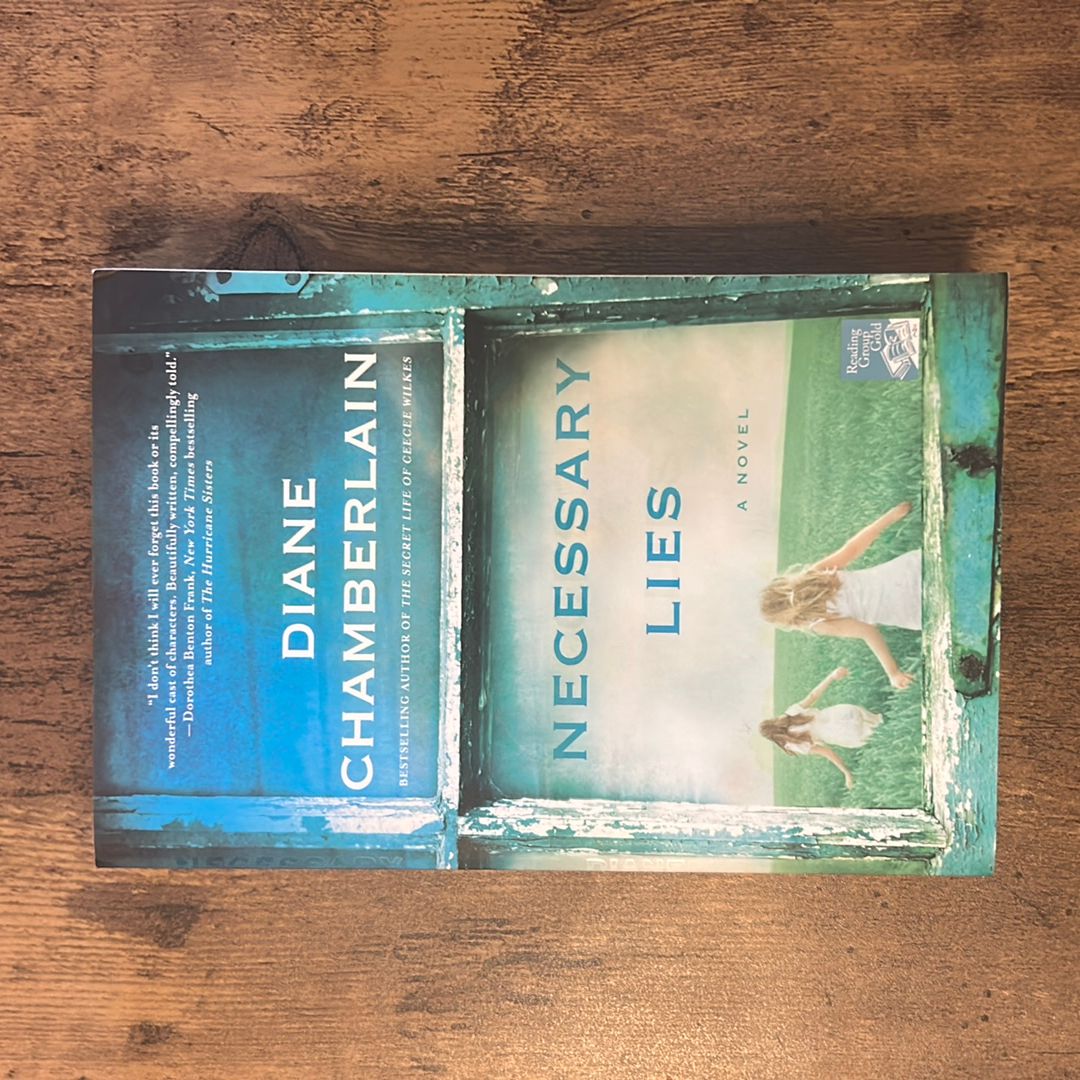 "I don't think I will ever forget this book or its
wonderful cast of characters. Beautifully written, compellingly told."
—Dorothea Benton Frank, New York Times bestselling
author of The Hurricane Sisters
DIANE
CHAMBERLAIN
BESTSELLING AUTHOR OF THE SECRET LIFE OF CEECEE WILKES
NECESSARY
LIES
A NOVEL
Reading
Group
Gold